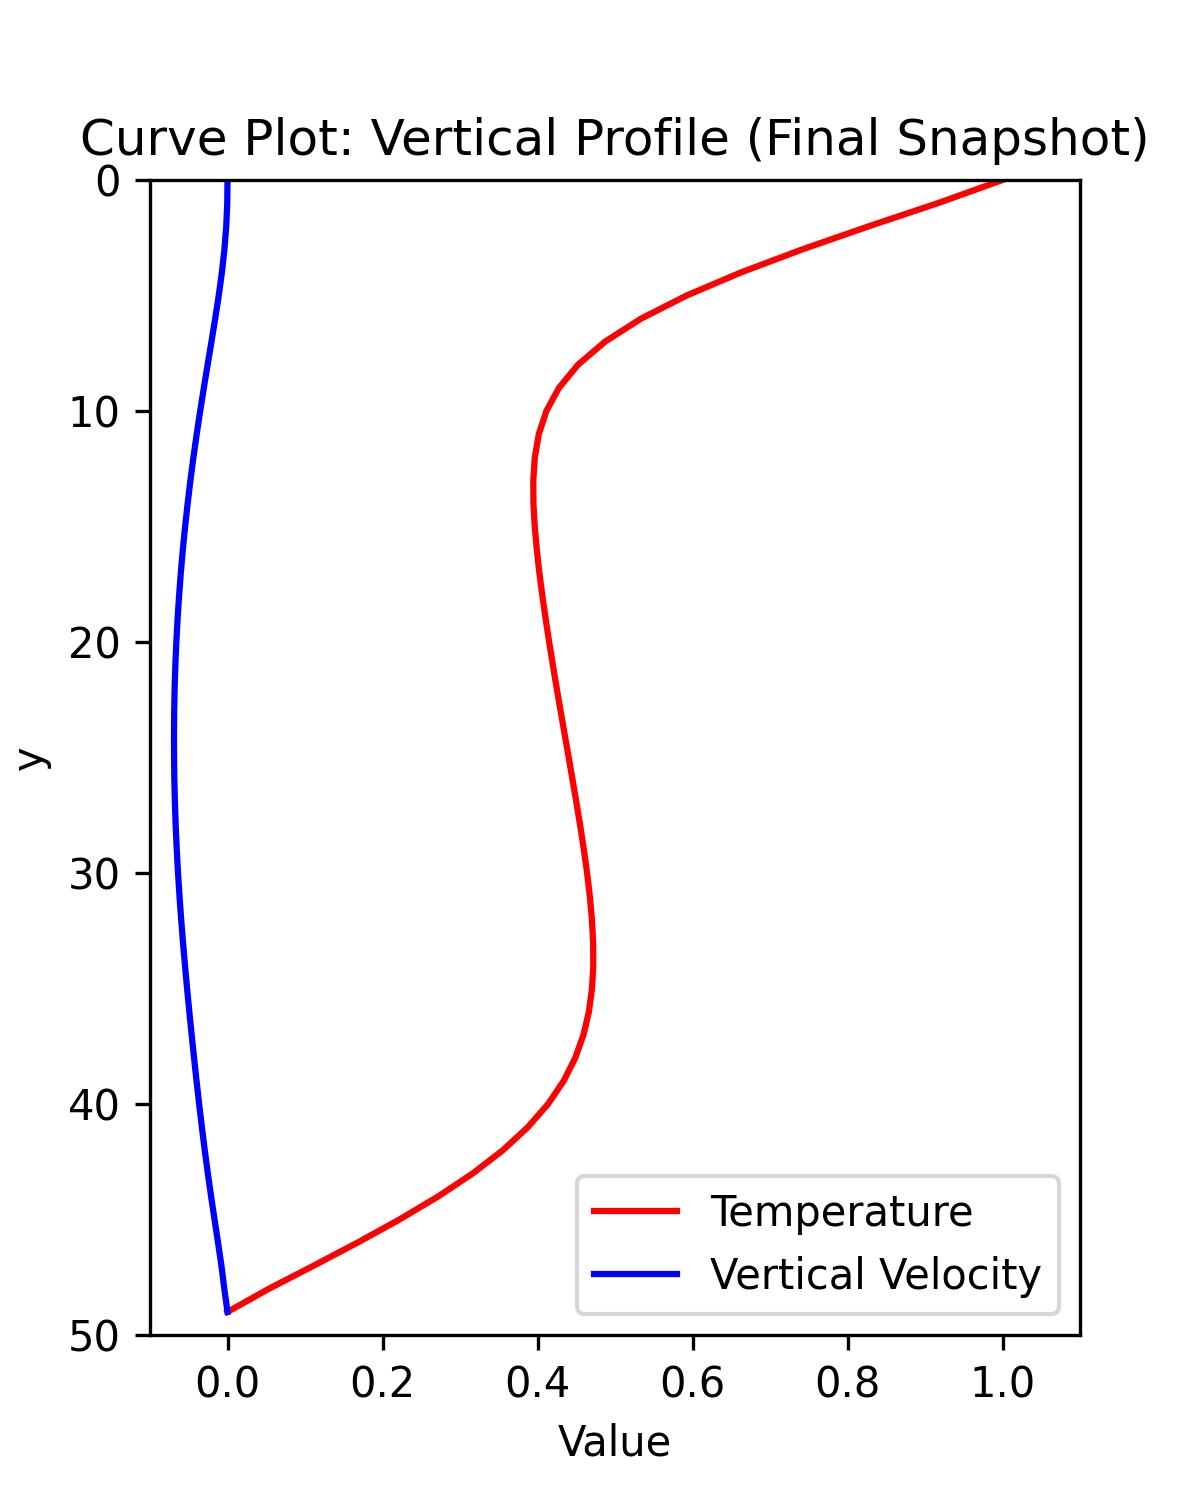 Curve Plot: Vertical Profile (Final Snapshot)
0
10
20
30
40
50
y
Temperature
Vertical Velocity
0.0 0.2 0.4 0.6 0.8 1.0
Value